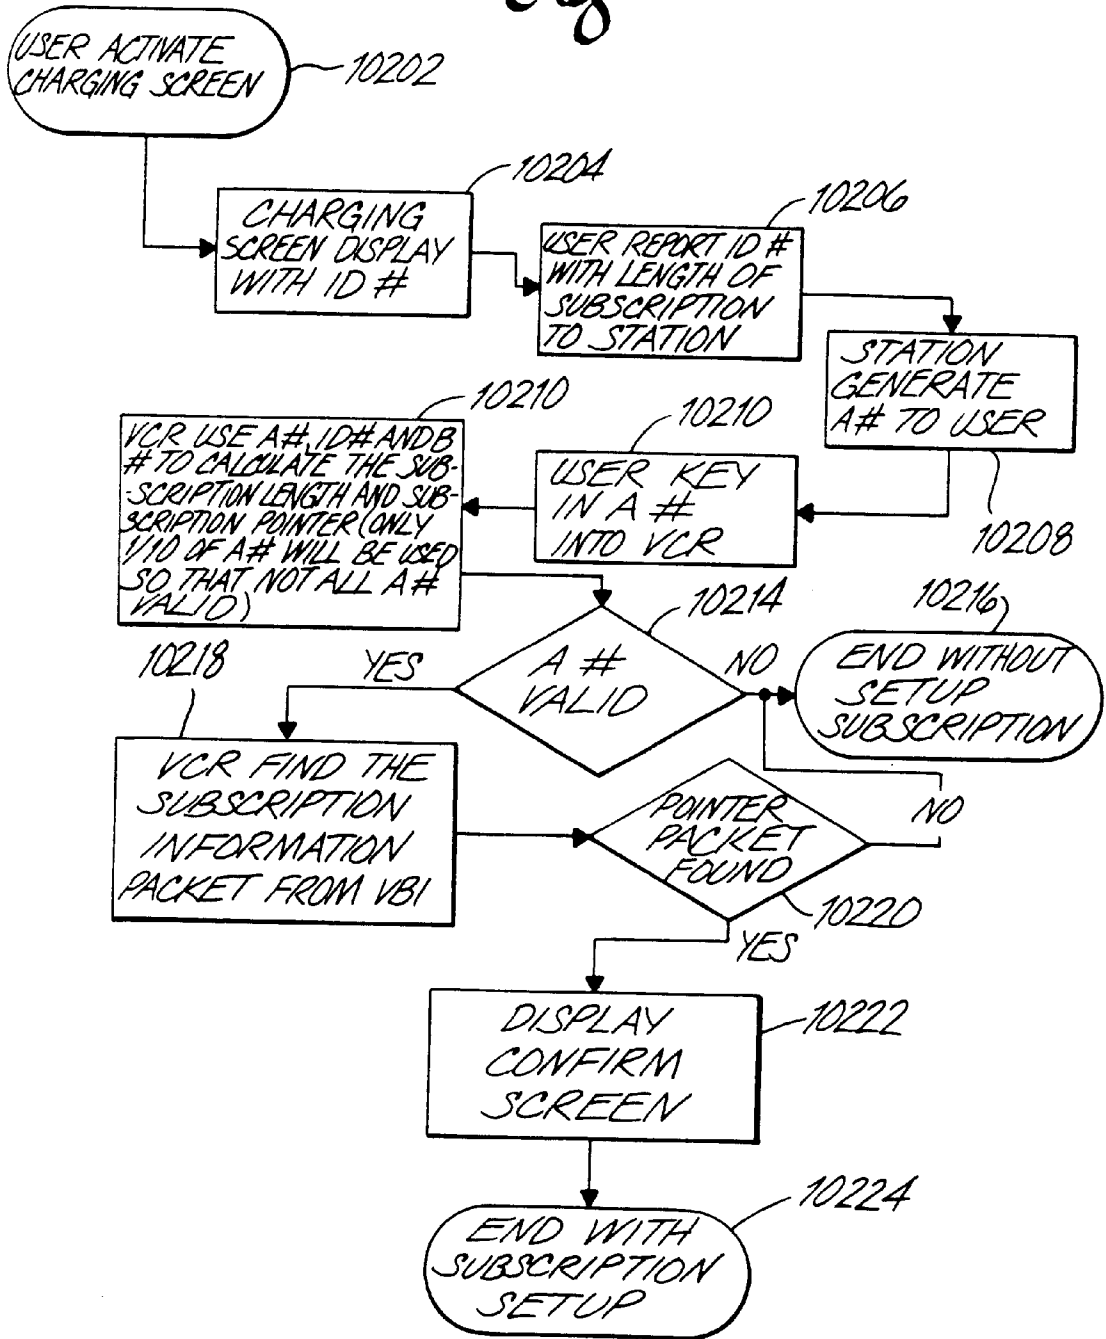 USER ACTIVATE
CHARGING SCREEN
10202
10204
CHARGING
SCREEN DISPLAY
WITH ID #
10206
USER REPORT ID #
WITH LENGTH OF
SUBSCRIPTION
TO STATION
STATION
GENERATE
A# TO USER
10208
10210
USER KEY
IN A #
INTO VCR
10210
VCR USE A#, ID# AND B
# TO CALCULATE THE SUB-
-SCRIPTION LENGTH AND SUB-
SCRIPTION POINTER (ONLY
1/10 OF A# WILL BE USED
SO THAT NOT ALL A#
VALID)
10214
A #
VALID
YES
NO
10216
END WITHOUT
SETUP
SUBSCRIPTION
10218
VCR FIND THE
SUBSCRIPTION
INFORMATION
PACKET FROM VBI
POINTER
PACKET
FOUND
NO
10220
YES
DISPLAY
CONFIRM
SCREEN
10222
END WITH
SUBSCRIPTION
SETUP
10224